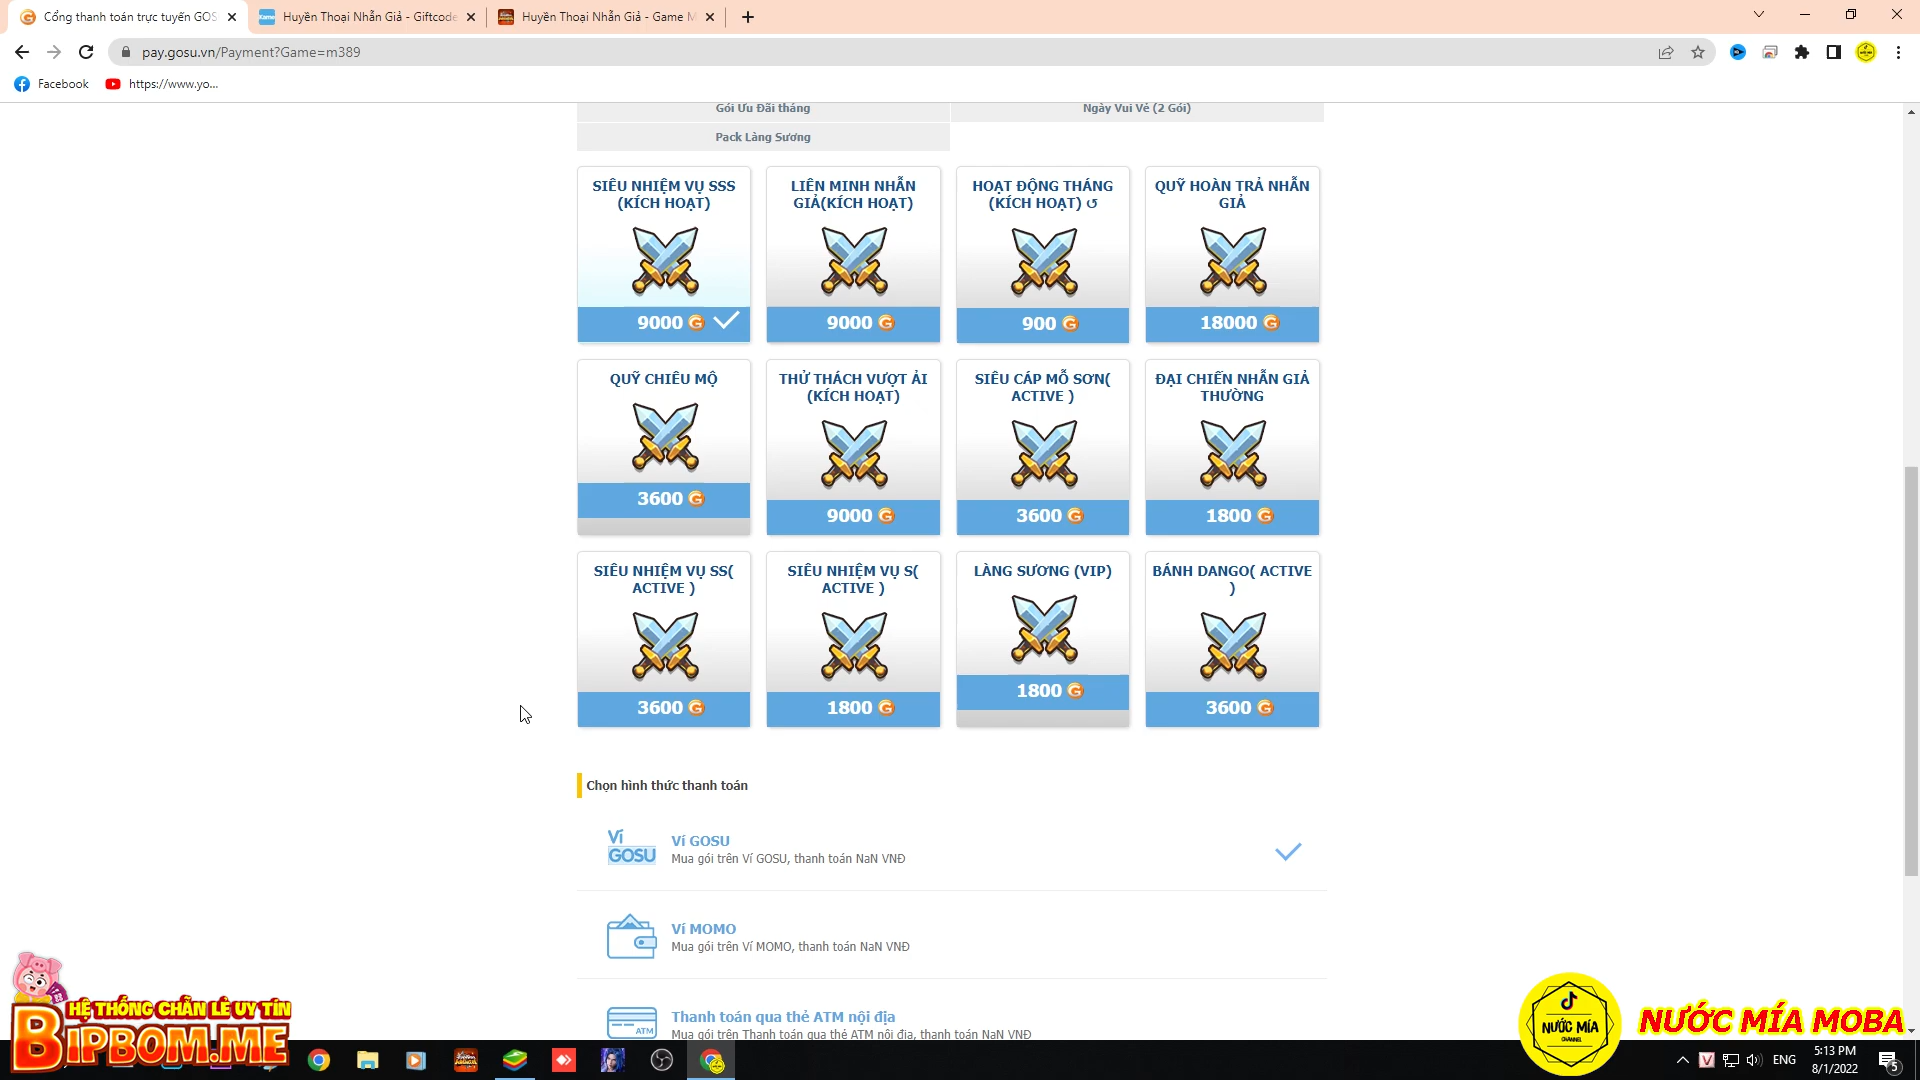 Cổng thanh toán trực tuyến GOS
Huyền Thoại Nhẫn Giả - Giftcode
Huyền Thoại Nhẫn Giả - Game M
pay.gosu.vn/Payment?Game=m389
Facebook
https://www.yo...
Gói Ưu Đãi tháng
Ngày Vui Vẻ (2 Gói)
Pack Làng Sương
SIÊU NHIỆM VỤ SSS
(KÍCH HOẠT)
9000
LIÊN MINH NHẪN
GIẢ(KÍCH HOẠT)
9000
HOẠT ĐỘNG THÁNG
(KÍCH HOẠT) ↺
900
QUỸ HOÀN TRẢ NHẪN
GIẢ
18000
QUỸ CHIÊU MỘ
3600
THỬ THÁCH VƯỢT ẢI
(KÍCH HOẠT)
9000
SIÊU CÁP MỖ SƠN(
ACTIVE )
3600
ĐẠI CHIẾN NHẪN GIẢ
THƯỜNG
1800
SIÊU NHIỆM VỤ SS(
ACTIVE )
3600
SIÊU NHIỆM VỤ S(
ACTIVE )
1800
LÀNG SƯƠNG (VIP)
1800
BÁNH DANGO( ACTIVE
)
3600
Chọn hình thức thanh toán
Ví
GOSU
Ví GOSU
Mua gói trên Ví GOSU, thanh toán NaN VNĐ
Ví MOMO
Mua gói trên Ví MOMO, thanh toán NaN VNĐ
ATM
Thanh toán qua thẻ ATM nội địa
Mua gói trên Thanh toán qua thẻ ATM nội địa, thanh toán NaN VNĐ
HỆ THỐNG CHẴN LẺ UY TÍN
BIPBOM.ME
NƯỚC MÍA
CHANNEL
NƯỚC MÍA MOBA
ENG
5:13 PM
8/1/2022
5